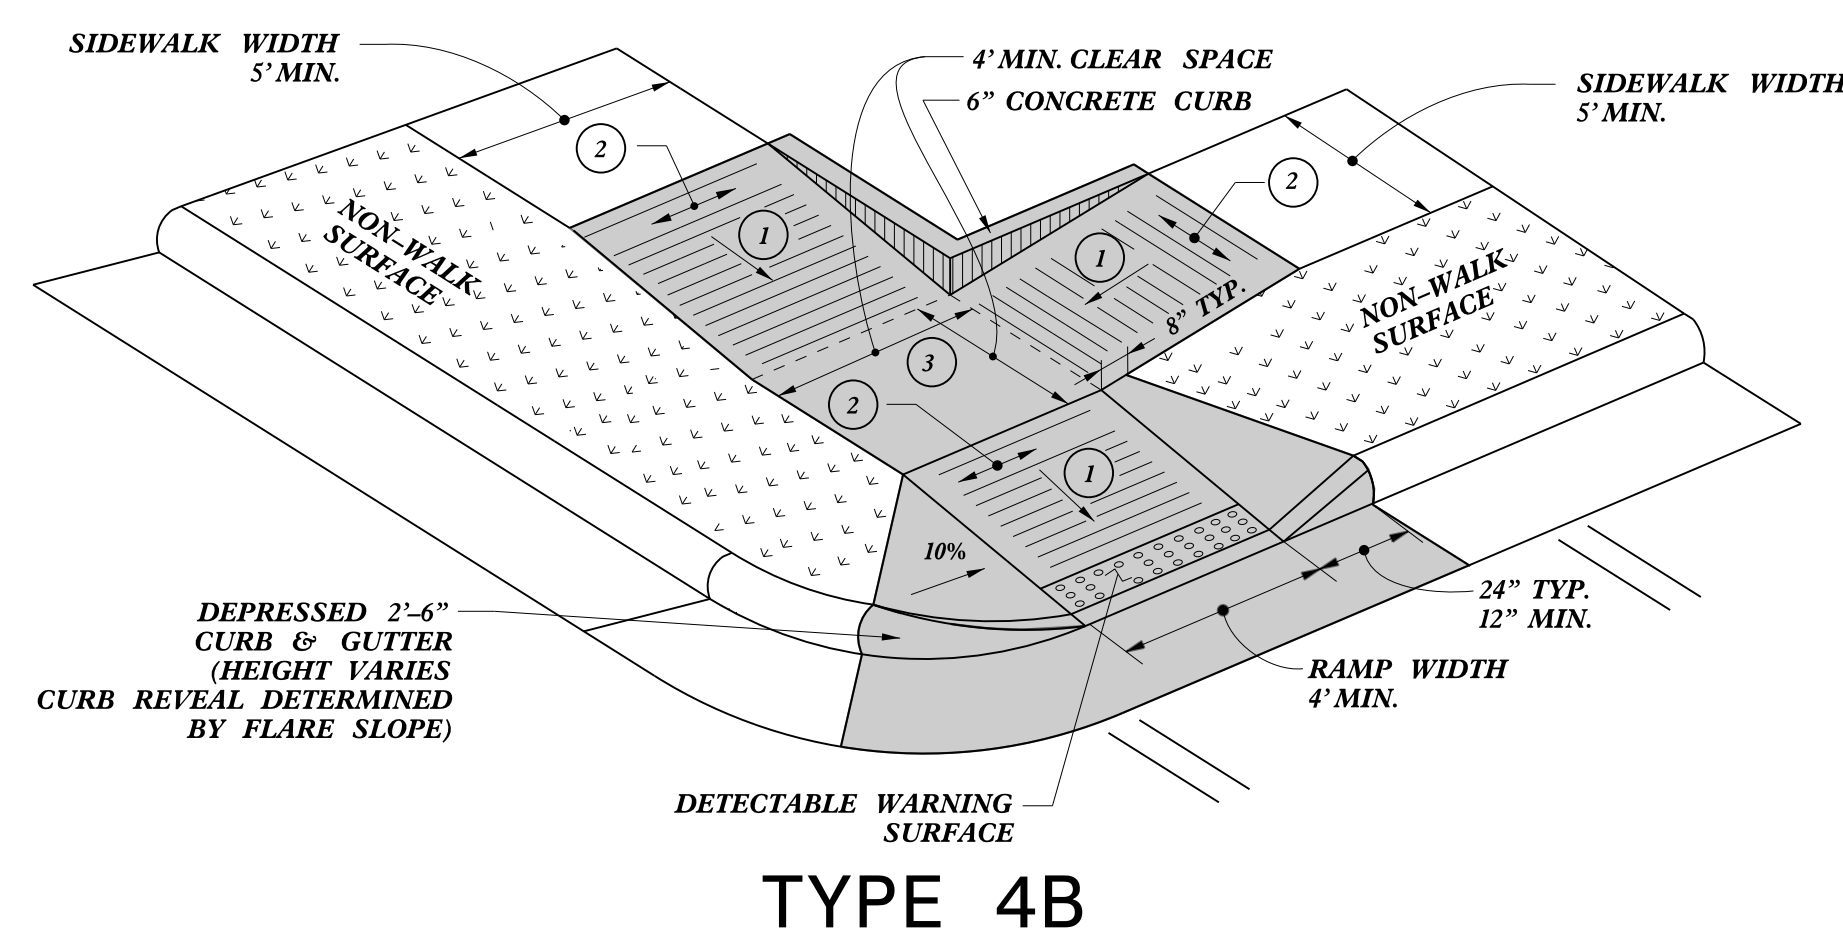 SIDEWALK WIDTH
5' MIN.
4' MIN. CLEAR SPACE
6" CONCRETE CURB
SIDEWALK WIDTH
5' MIN.
2
2
1
1
NON-WALK
SURFACE
8" TYP.
NON-WALK
SURFACE
3
2
1
10%
DEPRESSED 2'-6"
CURB & GUTTER
(HEIGHT VARIES
CURB REVEAL DETERMINED
BY FLARE SLOPE)
24" TYP.
12" MIN.
RAMP WIDTH
4' MIN.
DETECTABLE WARNING
SURFACE
TYPE 4B